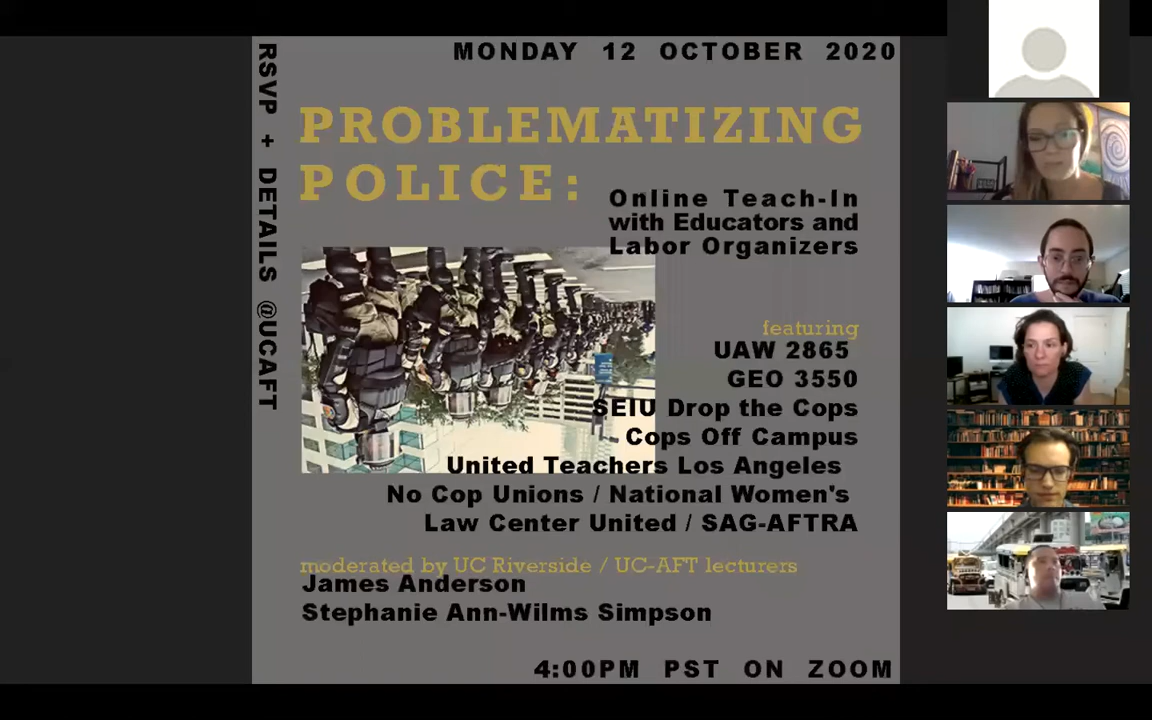 MONDAY 12 OCTOBER 2020
RSVP + DETAILS @UCAFT
PROBLEMATIZING
POLICE:
Online Teach-In
with Educators and
Labor Organizers
featuring
UAW 2865
GEO 3550
SEIU Drop the Cops
Cops Off Campus
United Teachers Los Angeles
No Cop Unions / National Women's
Law Center United / SAG-AFTRA
moderated by UC Riverside / UC-AFT lecturers
James Anderson
Stephanie Ann-Wilms Simpson
4:00PM PST ON ZOOM